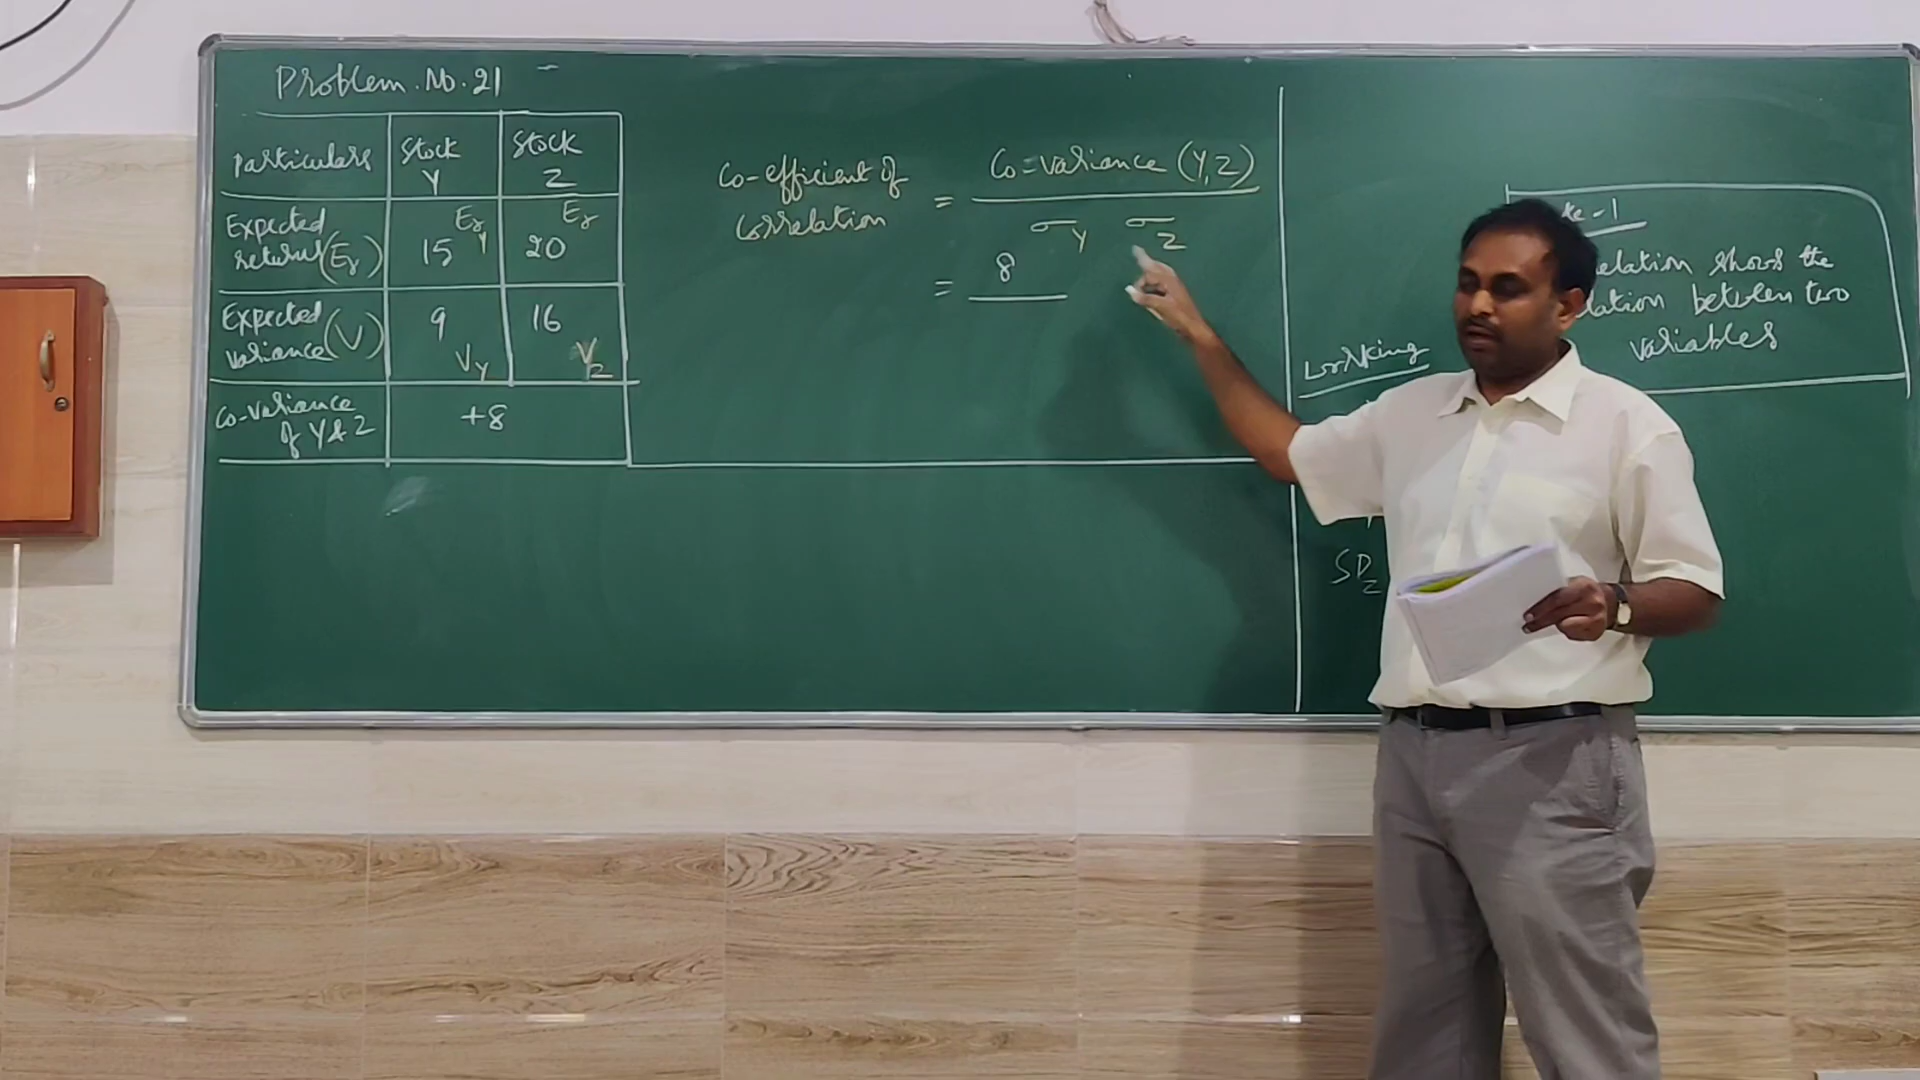 Problem. No. 21
Particulars Stock Y Stock Z
Expected returns (Er) 15 Er Y 20 Er
Expected variance (V) 9 VY 16 VZ
Co-variance of Y & Z +8
Co-efficient of Correlation = Co-variance (Y,Z)
σY σZ
= 8
- 1
relation shows the
between two
variables
Working
SDZ